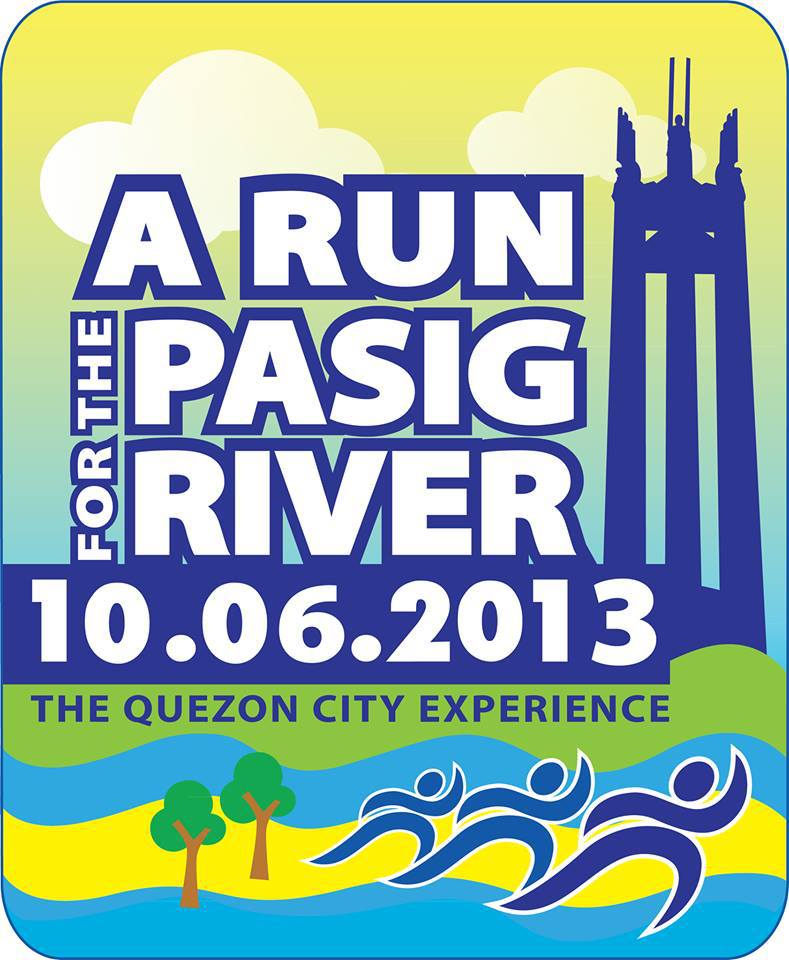 A RUN
FOR THE
PASIG
RIVER
10.06.2013
THE QUEZON CITY EXPERIENCE